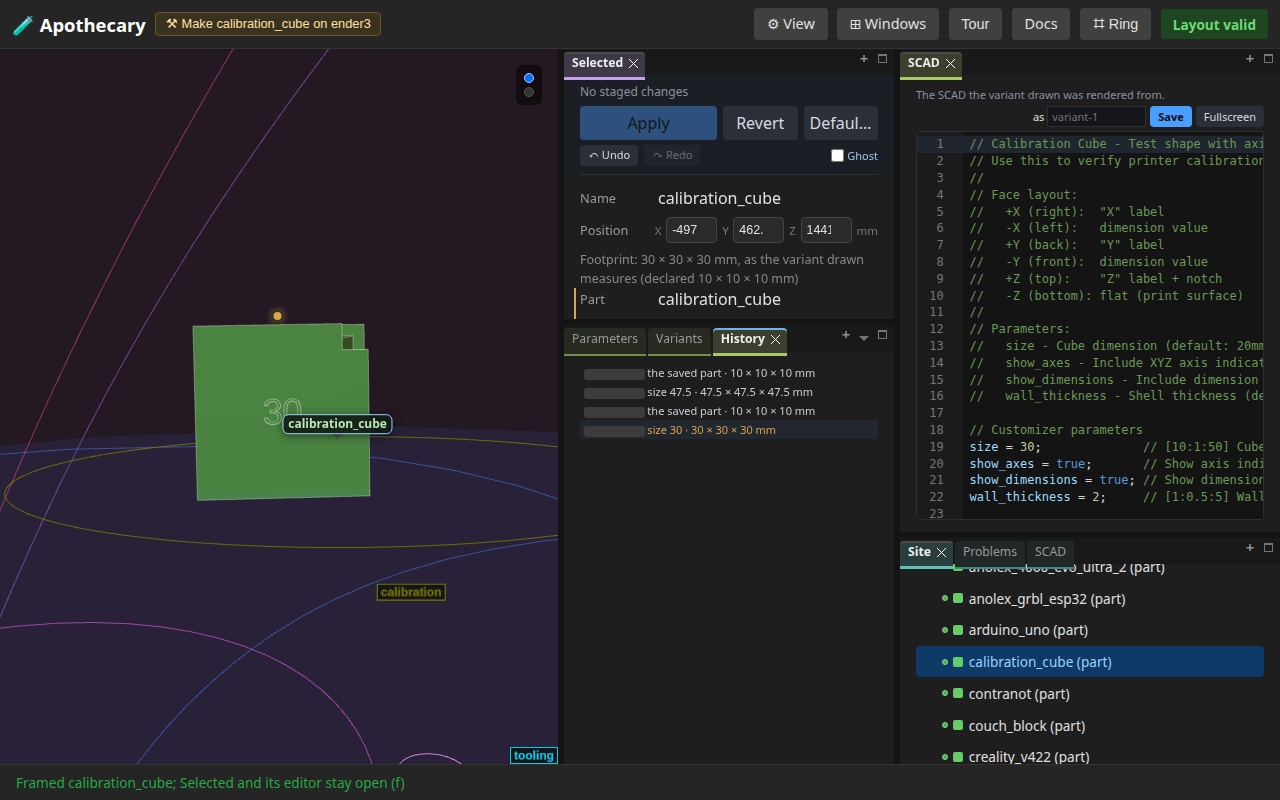 Apothecary
⚒ Make calibration_cube on ender3
⚙ View
⊞ Windows
Tour
Docs
⌗ Ring
Layout valid
30
calibration_cube
calibration
tooling
Selected
No staged changes
Apply
Revert
Defaul...
↶ Undo
↷ Redo
Ghost
Name calibration_cube
Position X -497 Y 462. Z 1441 mm
Footprint: 30 × 30 × 30 mm, as the variant drawn
measures (declared 10 × 10 × 10 mm)
Part calibration_cube
Parameters
Variants
History
the saved part · 10 × 10 × 10 mm
size 47.5 · 47.5 × 47.5 × 47.5 mm
the saved part · 10 × 10 × 10 mm
size 30 · 30 × 30 × 30 mm
SCAD
The SCAD the variant drawn was rendered from.
as variant-1 Save Fullscreen
1 // Calibration Cube - Test shape with axi
2 // Use this to verify printer calibration
3 //
4 // Face layout:
5 //   +X (right):  "X" label
6 //   -X (left):   dimension value
7 //   +Y (back):   "Y" label
8 //   -Y (front):  dimension value
9 //   +Z (top):    "Z" label + notch
10 //   -Z (bottom): flat (print surface)
11 //
12 // Parameters:
13 //   size - Cube dimension (default: 20mm
14 //   show_axes - Include XYZ axis indicat
15 //   show_dimensions - Include dimension
16 //   wall_thickness - Shell thickness (de
17
18 // Customizer parameters
19 size = 30;              // [10:1:50] Cube
20 show_axes = true;       // Show axis indi
21 show_dimensions = true; // Show dimension
22 wall_thickness = 2;     // [1:0.5:5] Wall
23
Site
Problems
SCAD
anolex_4060_evo_ultra_2 (part)
anolex_grbl_esp32 (part)
arduino_uno (part)
calibration_cube (part)
contranot (part)
couch_block (part)
creality_v422 (part)
Framed calibration_cube; Selected and its editor stay open (f)